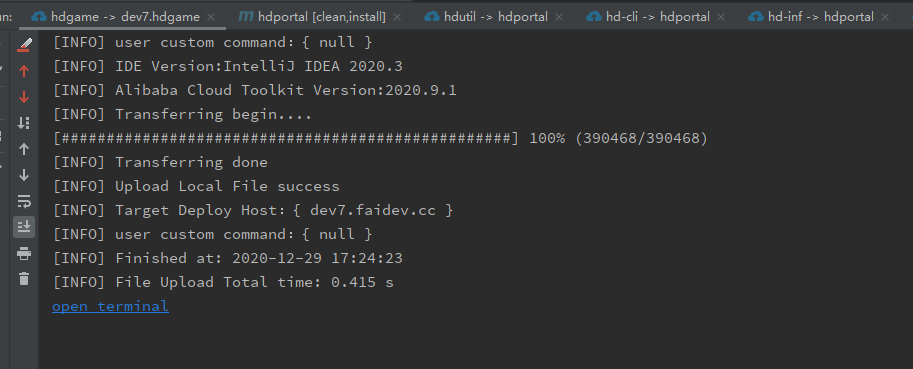 un: hdgame -> dev7.hdgame hdportal [clean,install] hdutil -> hdportal hd-cli -> hdportal hd-inf -> hdportal
[INFO] user custom command：{ null }
[INFO] IDE Version:IntelliJ IDEA 2020.3
[INFO] Alibaba Cloud Toolkit Version:2020.9.1
[INFO] Transferring begin....
[##################################################] 100% (390468/390468)
[INFO] Transferring done
[INFO] Upload Local File success
[INFO] Target Deploy Host：{ dev7.faidev.cc }
[INFO] user custom command：{ null }
[INFO] Finished at: 2020-12-29 17:24:23
[INFO] File Upload Total time: 0.415 s
open terminal